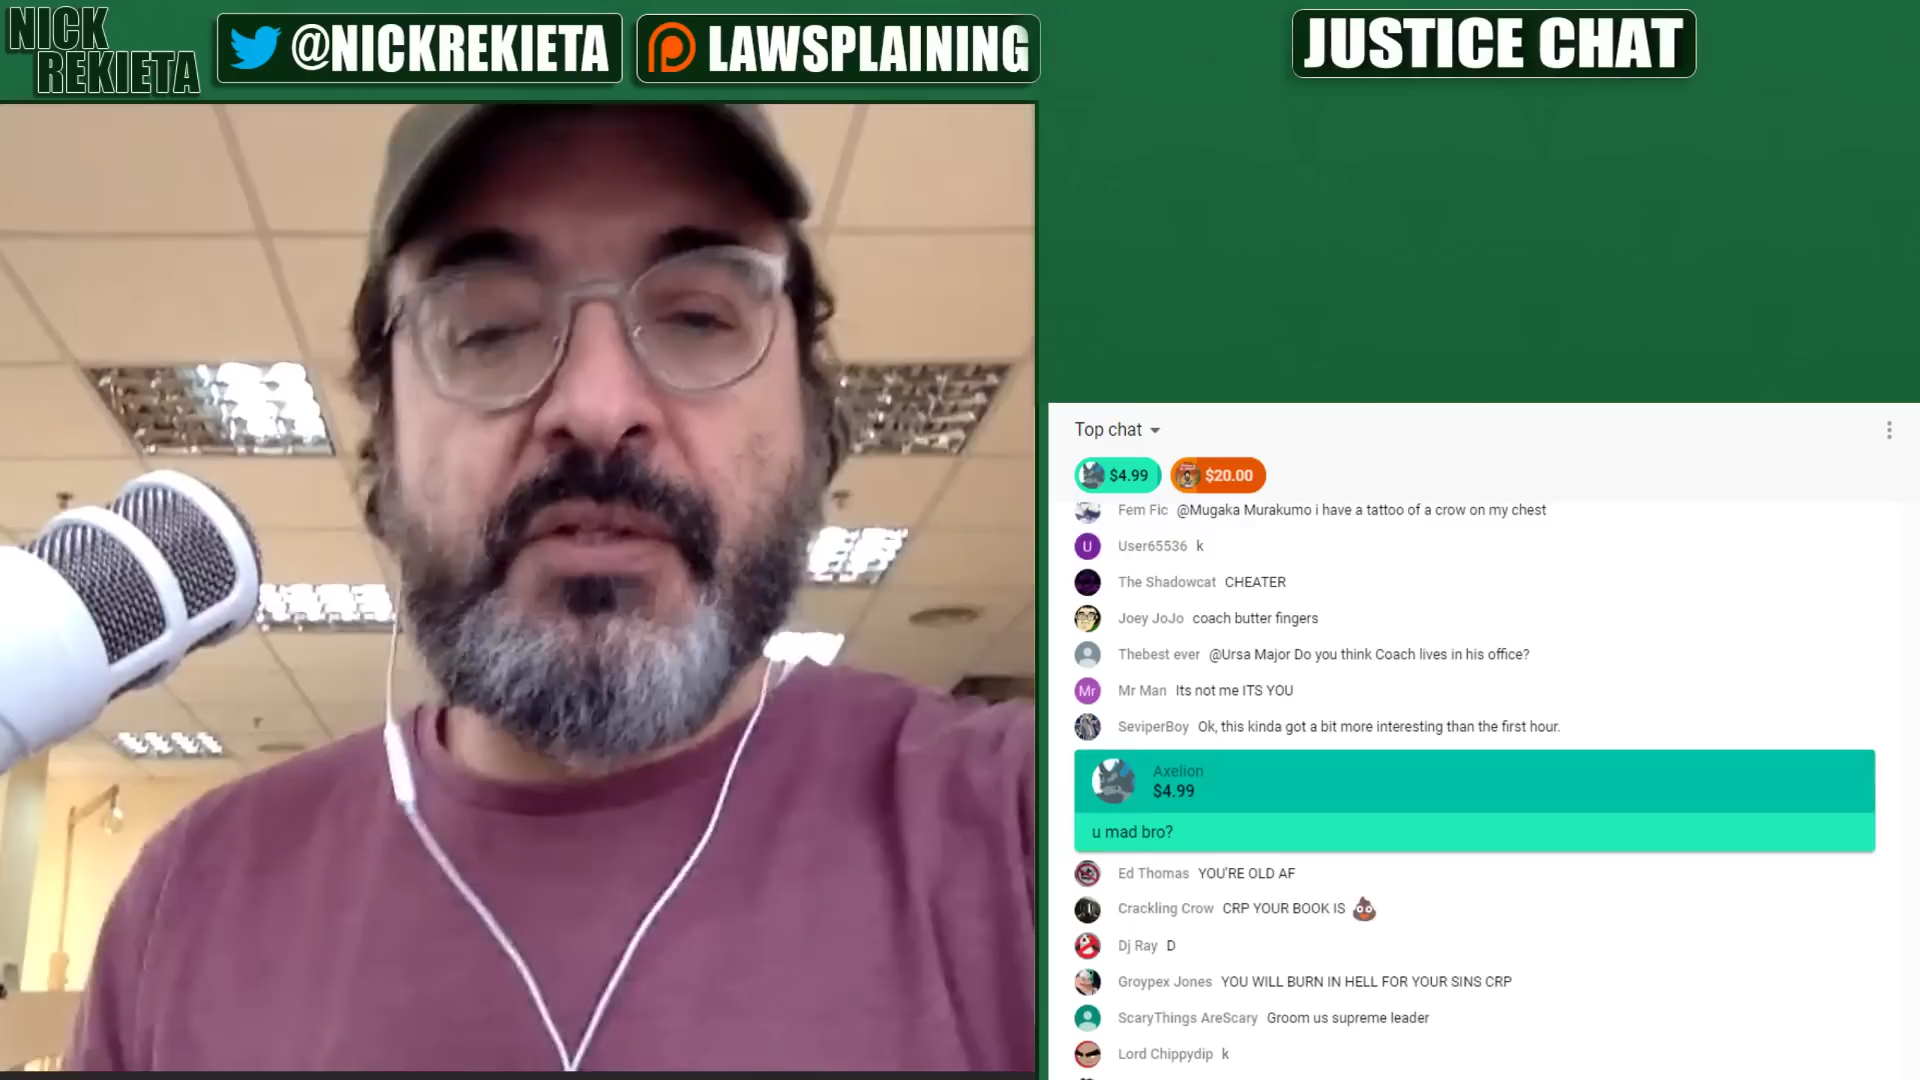 NICK
REKIETA
@NICKREKIETA
LAWSPLAINING
JUSTICE CHAT
Top chat
$4.99
$20.00
Fem Fic @Mugaka Murakumo i have a tattoo of a crow on my chest
U
User65536 k
The Shadowcat CHEATER
Joey JoJo coach butter fingers
Thebest ever @Ursa Major Do you think Coach lives in his office?
Mr
Mr Man Its not me ITS YOU
SeviperBoy Ok, this kinda got a bit more interesting than the first hour.
Axelion
$4.99
u mad bro?
Ed Thomas YOU'RE OLD AF
Crackling Crow CRP YOUR BOOK IS 💩
Dj Ray D
Groypex Jones YOU WILL BURN IN HELL FOR YOUR SINS CRP
ScaryThings AreScary Groom us supreme leader
Lord Chippydip k